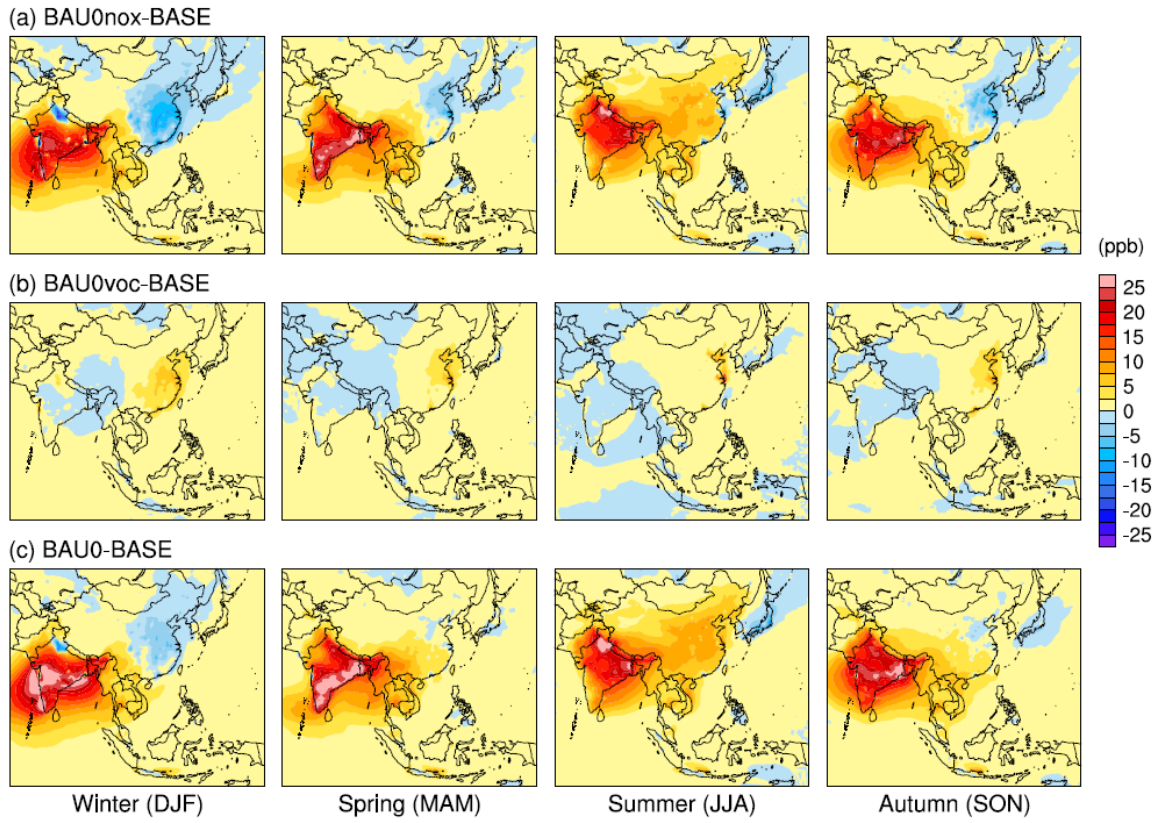 (a) BAU0nox-BASE
(b) BAU0voc-BASE
(c) BAU0-BASE
(ppb)
25
20
15
10
5
0
-5
-10
-15
-20
-25
Winter (DJF)
Spring (MAM)
Summer (JJA)
Autumn (SON)